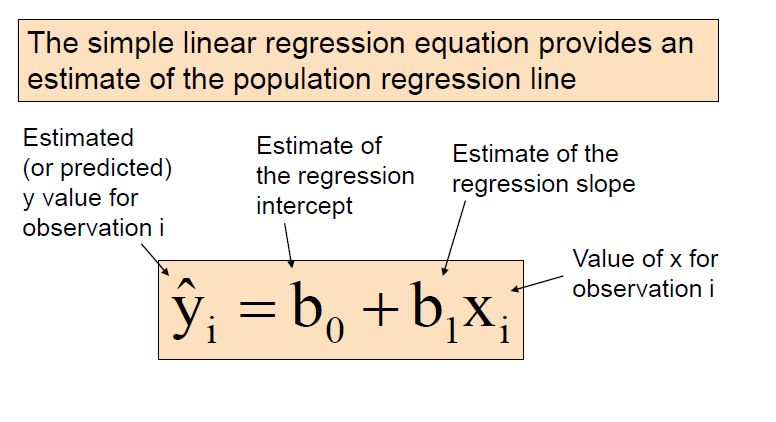 The simple linear regression equation provides an
estimate of the population regression line
Estimated
(or predicted)
y value for
observation i
Estimate of
the regression
intercept
Estimate of the
regression slope
Value of x for
observation i
ŷᵢ = b₀ + b₁xᵢ